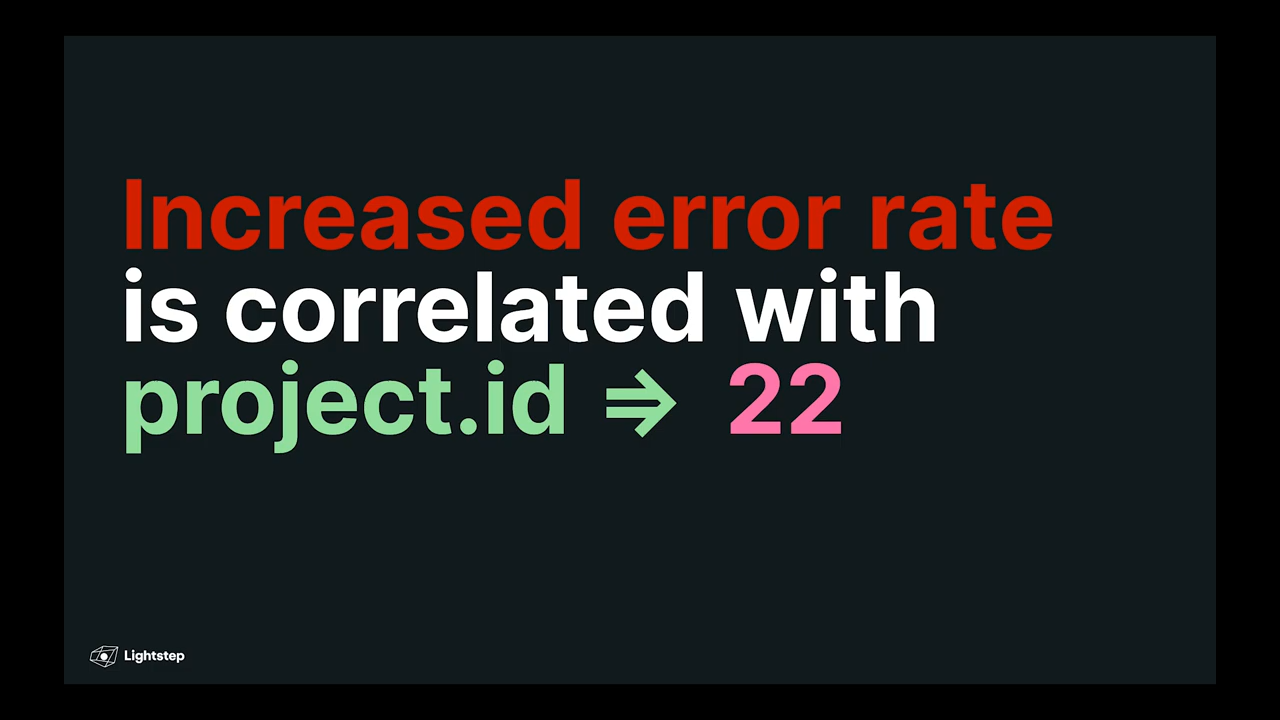 Increased error rate
is correlated with
project.id ⇒ 22
Lightstep